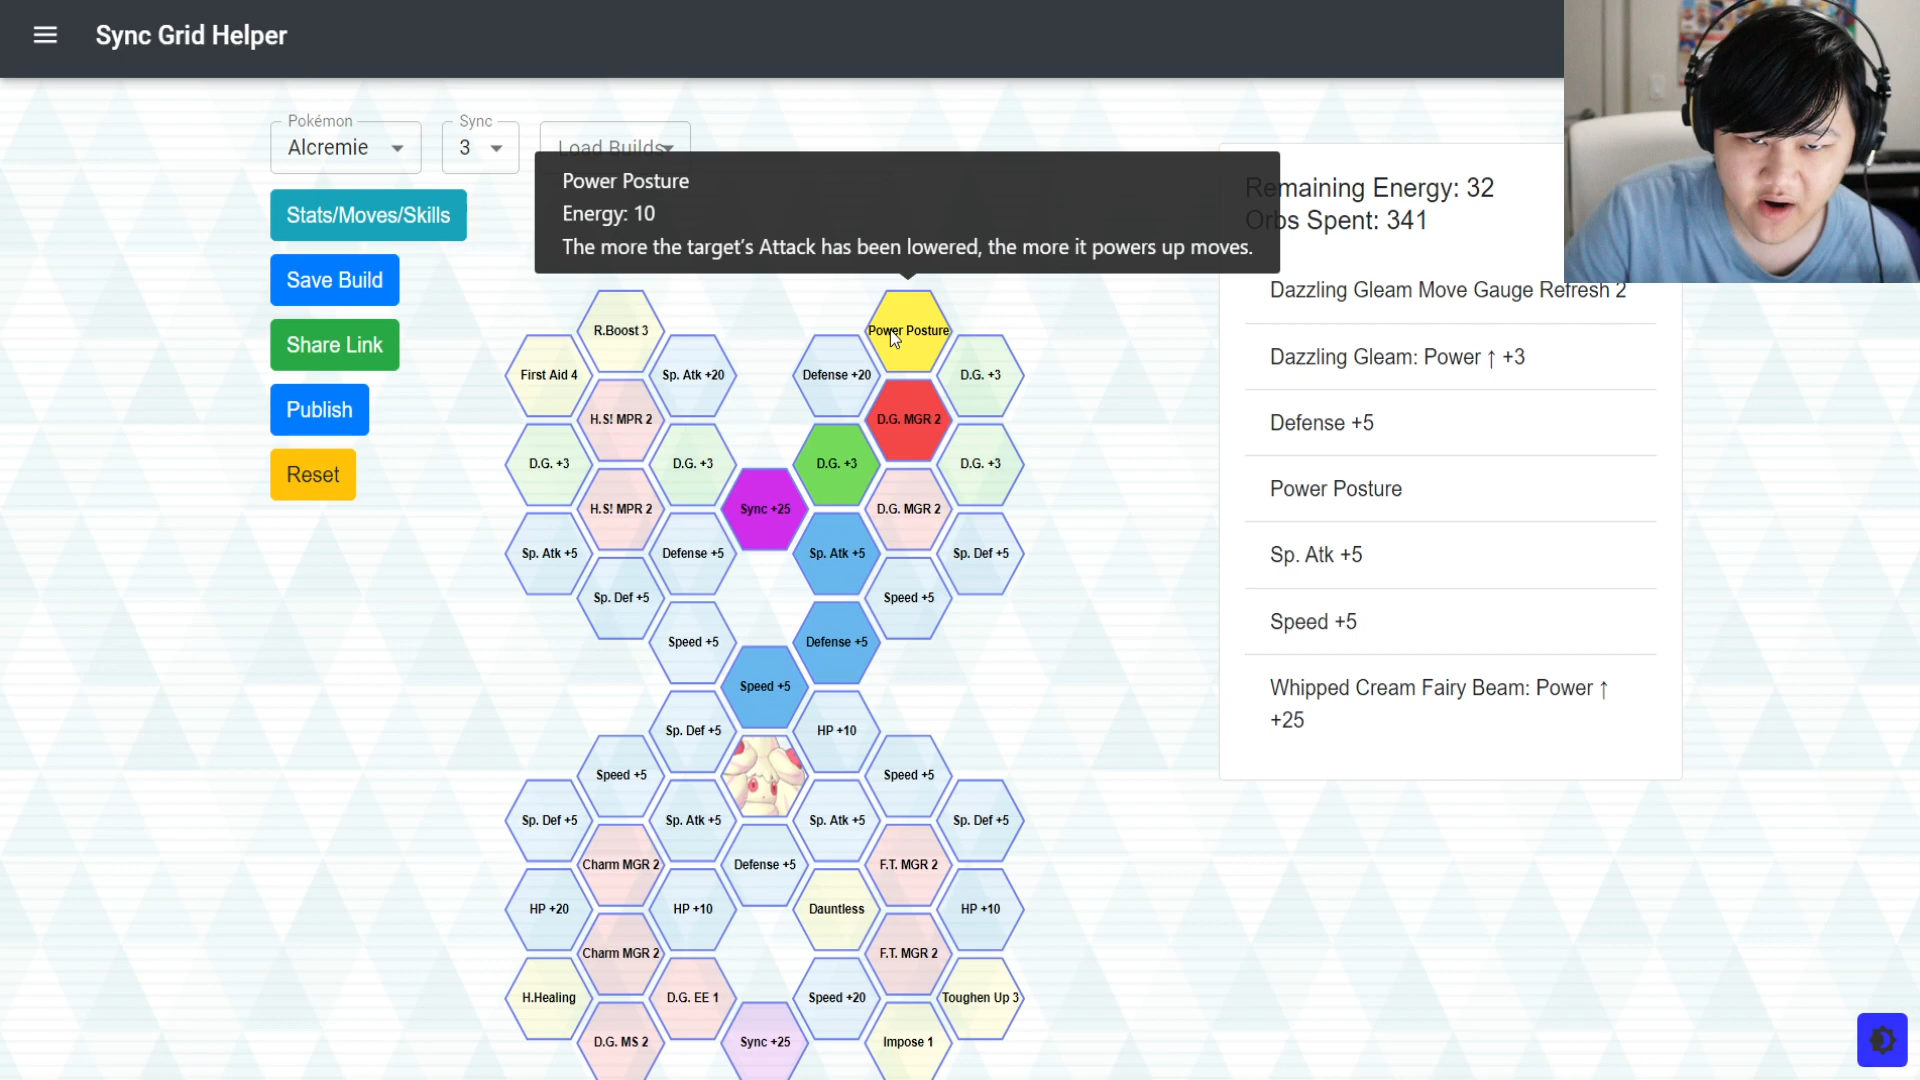 Sync Grid Helper
Pokémon
Alcremie
Sync
3
Load Builds
Stats/Moves/Skills
Save Build
Share Link
Publish
Reset
Power Posture
Energy: 10
The more the target's Attack has been lowered, the more it powers up moves.
Remaining Energy: 32
Orbs Spent: 341
Dazzling Gleam Move Gauge Refresh 2
Dazzling Gleam: Power ↑ +3
Defense +5
Power Posture
Sp. Atk +5
Speed +5
Whipped Cream Fairy Beam: Power ↑
+25
R.Boost 3
Power Posture
First Aid 4
Sp. Atk +20
Defense +20
D.G. +3
H.S! MPR 2
D.G. MGR 2
D.G. +3
D.G. +3
D.G. +3
D.G. +3
H.S! MPR 2
Sync +25
D.G. MGR 2
Sp. Atk +5
Defense +5
Sp. Atk +5
Sp. Def +5
Sp. Def +5
Speed +5
Speed +5
Defense +5
Speed +5
Sp. Def +5
HP +10
Speed +5
Speed +5
Sp. Def +5
Sp. Atk +5
Sp. Atk +5
Sp. Def +5
Charm MGR 2
Defense +5
F.T. MGR 2
HP +20
HP +10
Dauntless
HP +10
Charm MGR 2
F.T. MGR 2
H.Healing
D.G. EE 1
Speed +20
Toughen Up 3
D.G. MS 2
Sync +25
Impose 1